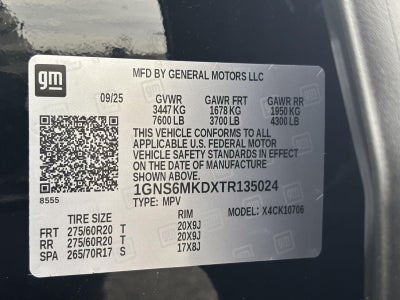 gm
MFD BY GENERAL MOTORS LLC
09/25 GVWR GAWR FRT GAWR RR
3447 KG 1678 KG 1950 KG
7600 LB 3700 LB 4300 LB
THIS VEHICLE CONFORMS TO ALL
APPLICABLE U.S. FEDERAL MOTOR
VEHICLE SAFETY STANDARDS IN EFFECT
ON THE DATE OF MANUFACTURE
SHOWN ABOVE.
1GNS6MKDXTR135024
8555 TYPE: MPV MODEL: X4CK10706
TIRE SIZE RIM
FRT 275/60R20 T 20X9J
RR 275/60R20 T 20X9J
SPA 265/70R17 S 17X8J